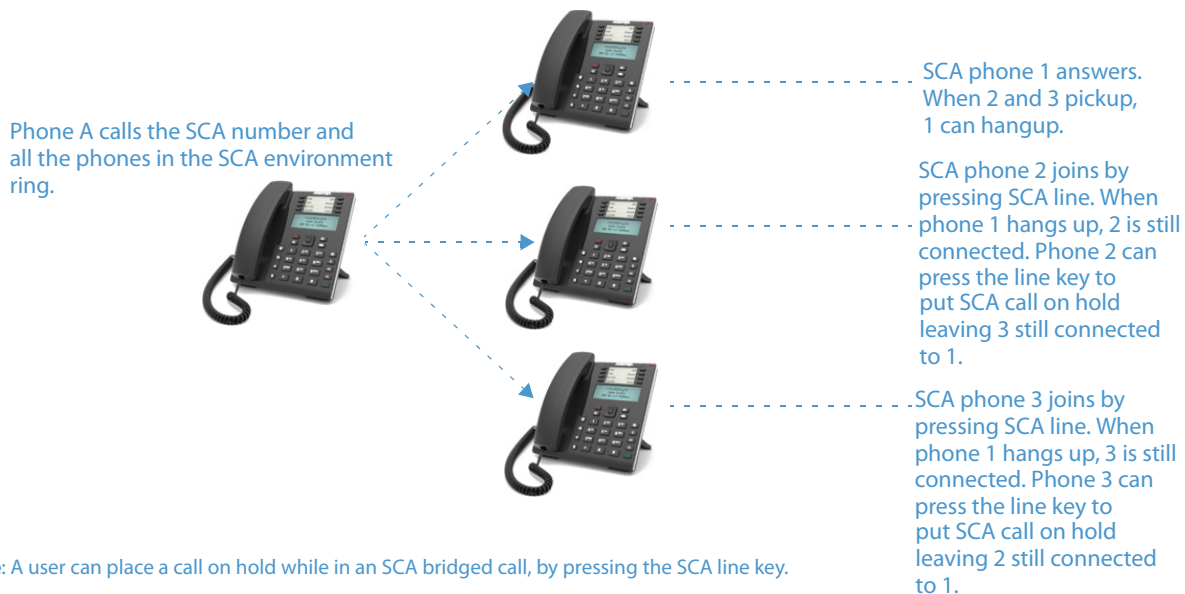 Phone A calls the SCA number and
all the phones in the SCA environment
ring.
SCA phone 1 answers.
When 2 and 3 pickup,
1 can hangup.
SCA phone 2 joins by
pressing SCA line. When
phone 1 hangs up, 2 is still
connected. Phone 2 can
press the line key to
put SCA call on hold
leaving 3 still connected
to 1.
SCA phone 3 joins by
pressing SCA line. When
phone 1 hangs up, 3 is still
connected. Phone 3 can
press the line key to
put SCA call on hold
leaving 2 still connected
to 1.
: A user can place a call on hold while in an SCA bridged call, by pressing the SCA line key.